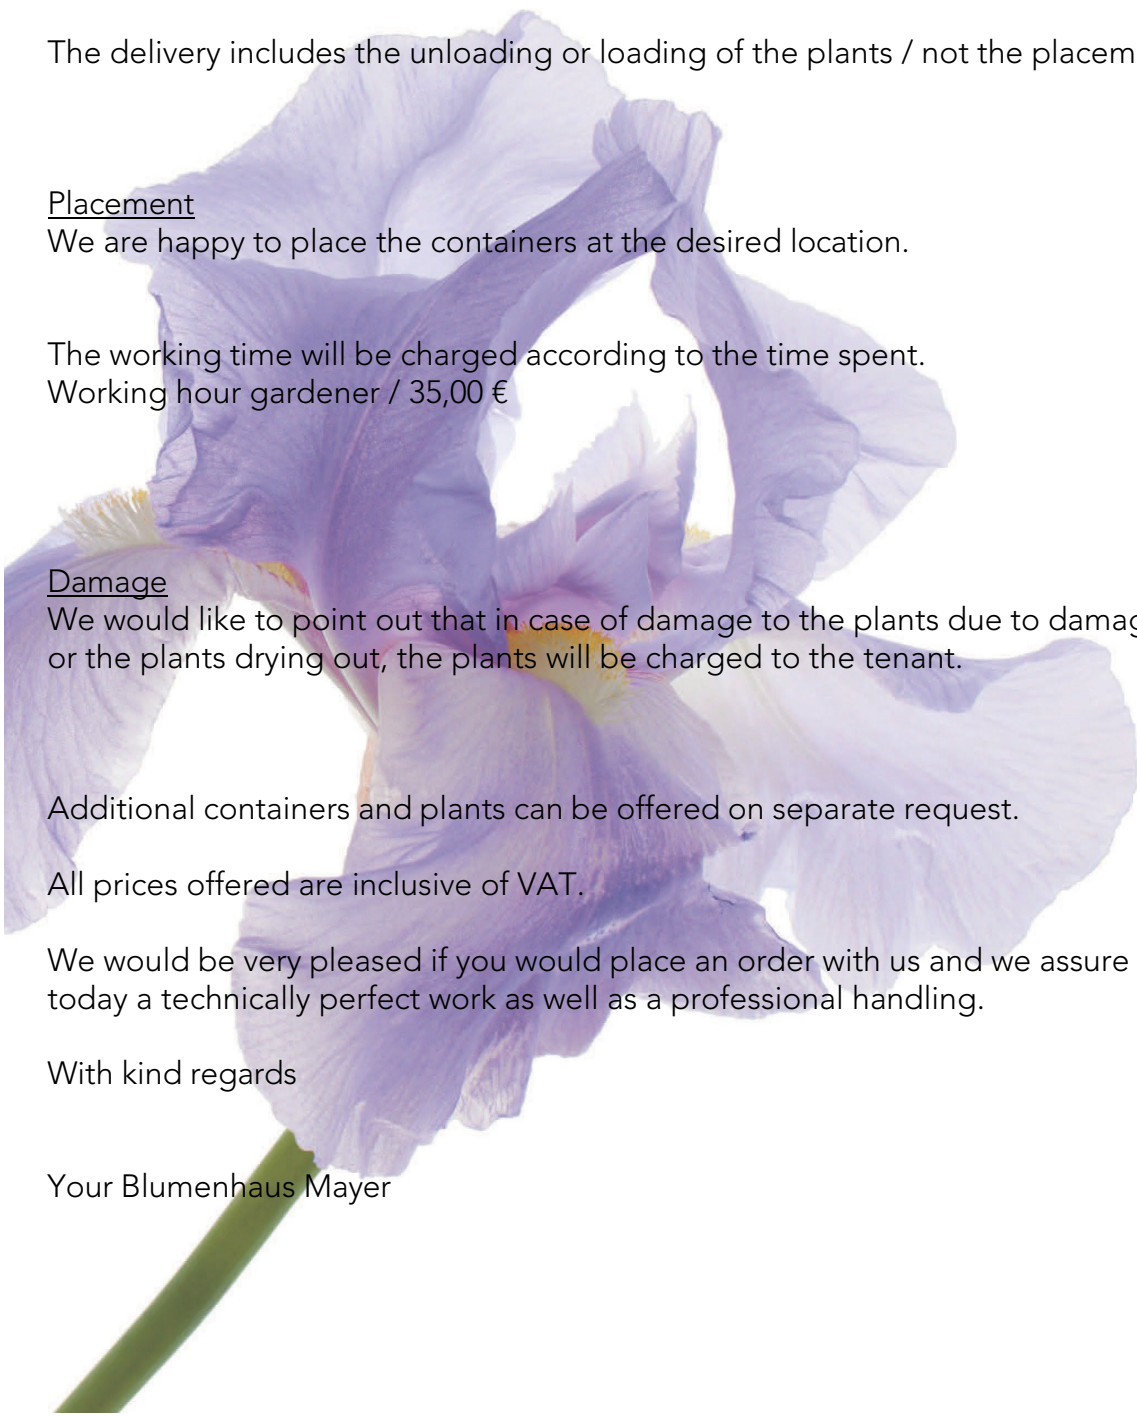 The delivery includes the unloading or loading of the plants / not the
Placement
We are happy to place the containers at the desired location.
The working time will be charged according to the time spent.
Working hour gardener / 35,00 €
Damage
We would like to point out that in case of damage to the plants due to
or the plants drying out, the plants will be charged to the tenant.
Additional containers and plants can be offered on separate request.
All prices offered are inclusive of VAT.
We would be very pleased if you would place an order with us and we assure
today a technically perfect work as well as a professional handling.
With kind regards
Your Blumenhaus Mayer